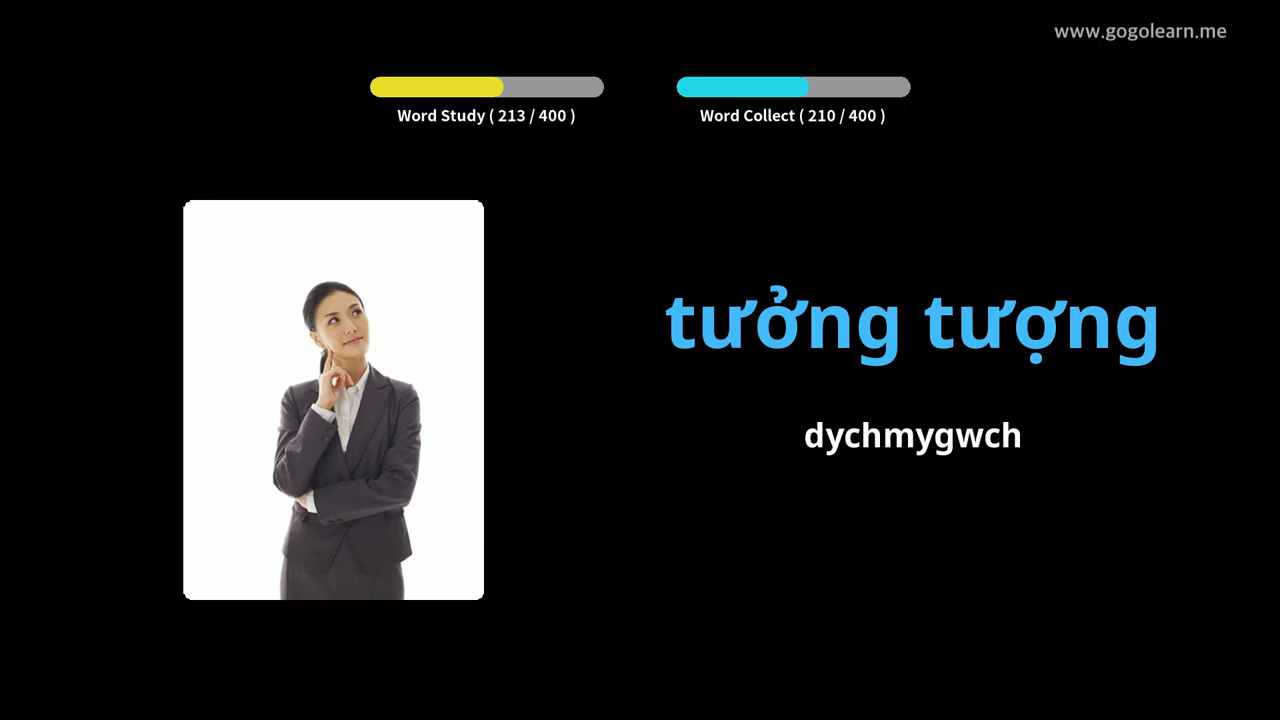 www.gogolearn.me
Word Study ( 213 / 400 )
Word Collect ( 210 / 400 )
tưởng tượng
dychmygwch